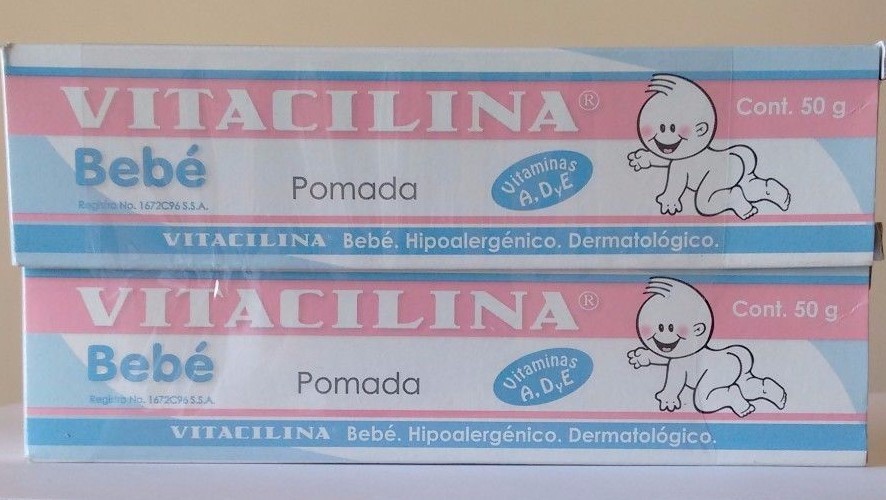 VITACILINA®
Cont. 50 g
Bebé
Pomada
Vitaminas
A, D y E
Registro No. 1672C96 S.S.A.
VITACILINA Bebé. Hipoalergénico. Dermatológico.
VITACILINA®
Cont. 50 g
Bebé
Pomada
Vitaminas
A, D y E
Registro No. 1672C96 S.S.A.
VITACILINA Bebé. Hipoalergénico. Dermatológico.